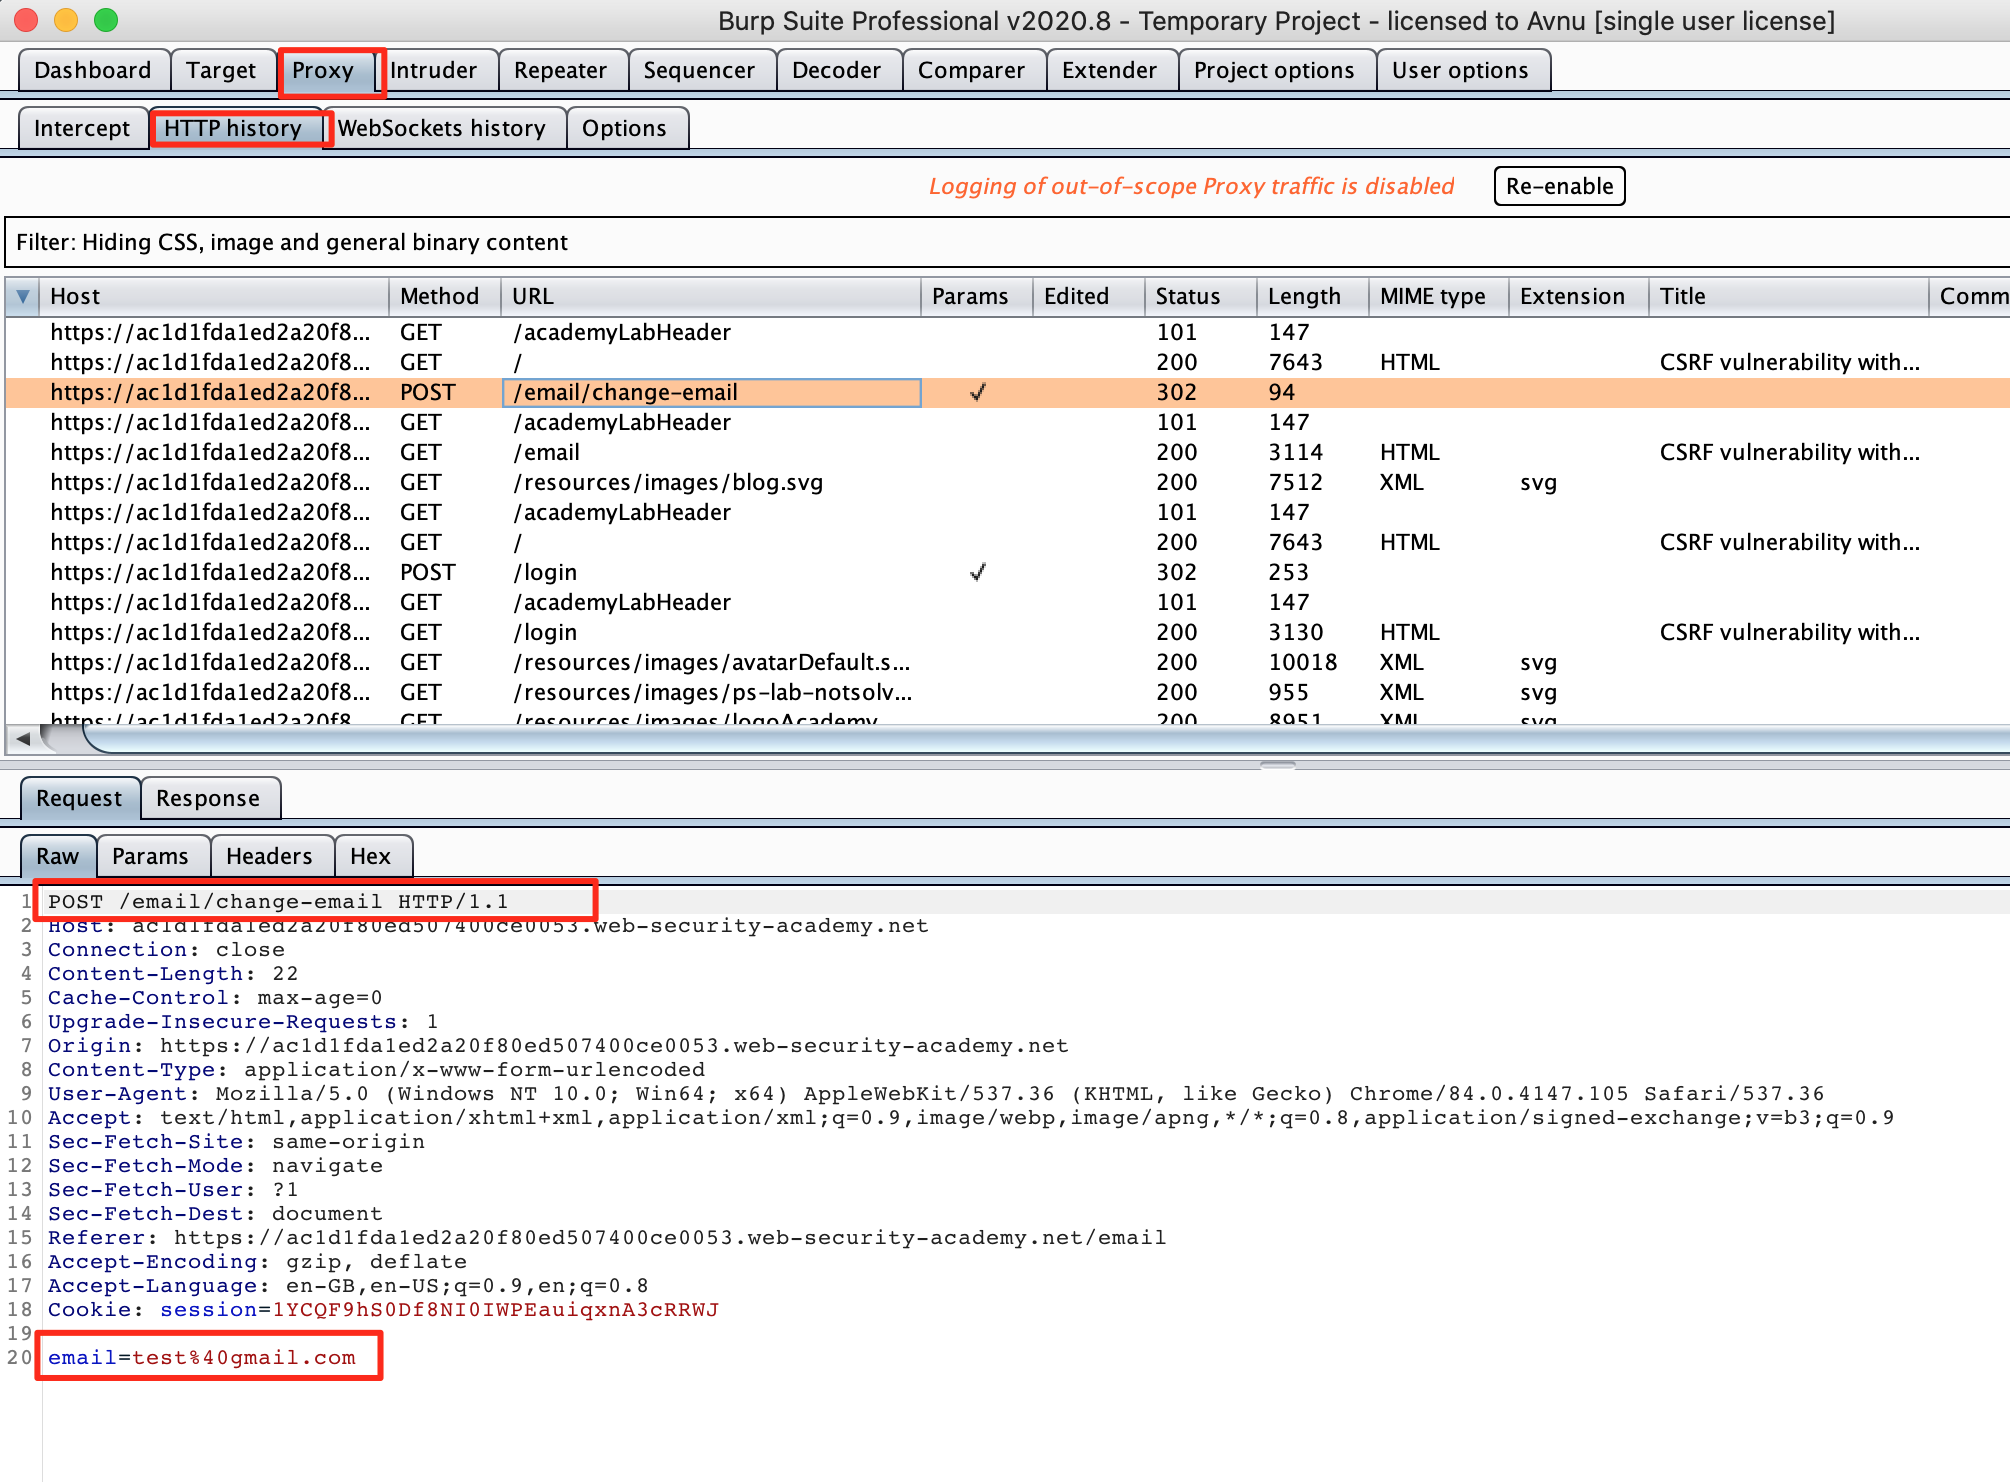 Burp Suite Professional v2020.8 - Temporary Project - licensed to Avnu [single user license]
Dashboard Target Proxy Intruder Repeater Sequencer Decoder Comparer Extender Project options User options
Intercept HTTP history WebSockets history Options
Logging of out-of-scope Proxy traffic is disabled Re-enable
Filter: Hiding CSS, image and general binary content
Host Method URL Params Edited Status Length MIME type Extension Title Comm
https://ac1d1fda1ed2a20f8... GET /academyLabHeader 101 147
https://ac1d1fda1ed2a20f8... GET / 200 7643 HTML CSRF vulnerability with...
https://ac1d1fda1ed2a20f8... POST /email/change-email ✓ 302 94
https://ac1d1fda1ed2a20f8... GET /academyLabHeader 101 147
https://ac1d1fda1ed2a20f8... GET /email 200 3114 HTML CSRF vulnerability with...
https://ac1d1fda1ed2a20f8... GET /resources/images/blog.svg 200 7512 XML svg
https://ac1d1fda1ed2a20f8... GET /academyLabHeader 101 147
https://ac1d1fda1ed2a20f8... GET / 200 7643 HTML CSRF vulnerability with...
https://ac1d1fda1ed2a20f8... POST /login ✓ 302 253
https://ac1d1fda1ed2a20f8... GET /academyLabHeader 101 147
https://ac1d1fda1ed2a20f8... GET /login 200 3130 HTML CSRF vulnerability with...
https://ac1d1fda1ed2a20f8... GET /resources/images/avatarDefault.s... 200 10018 XML svg
https://ac1d1fda1ed2a20f8... GET /resources/images/ps-lab-notsolv... 200 955 XML svg
https://ac1d1fda1ed2a20f8... GET /resources/images/logoAcademy 200 8951 XML svg
Request Response
Raw Params Headers Hex
1 POST /email/change-email HTTP/1.1
2 Host: ac1d1fda1ed2a20f80ed507400ce0053.web-security-academy.net
3 Connection: close
4 Content-Length: 22
5 Cache-Control: max-age=0
6 Upgrade-Insecure-Requests: 1
7 Origin: https://ac1d1fda1ed2a20f80ed507400ce0053.web-security-academy.net
8 Content-Type: application/x-www-form-urlencoded
9 User-Agent: Mozilla/5.0 (Windows NT 10.0; Win64; x64) AppleWebKit/537.36 (KHTML, like Gecko) Chrome/84.0.4147.105 Safari/537.36
10 Accept: text/html,application/xhtml+xml,application/xml;q=0.9,image/webp,image/apng,*/*;q=0.8,application/signed-exchange;v=b3;q=0.9
11 Sec-Fetch-Site: same-origin
12 Sec-Fetch-Mode: navigate
13 Sec-Fetch-User: ?1
14 Sec-Fetch-Dest: document
15 Referer: https://ac1d1fda1ed2a20f80ed507400ce0053.web-security-academy.net/email
16 Accept-Encoding: gzip, deflate
17 Accept-Language: en-GB,en-US;q=0.9,en;q=0.8
18 Cookie: session=1YCQF9hS0Df8NI0IWPEauiqxnA3cRRWJ
19
20 email=test%40gmail.com